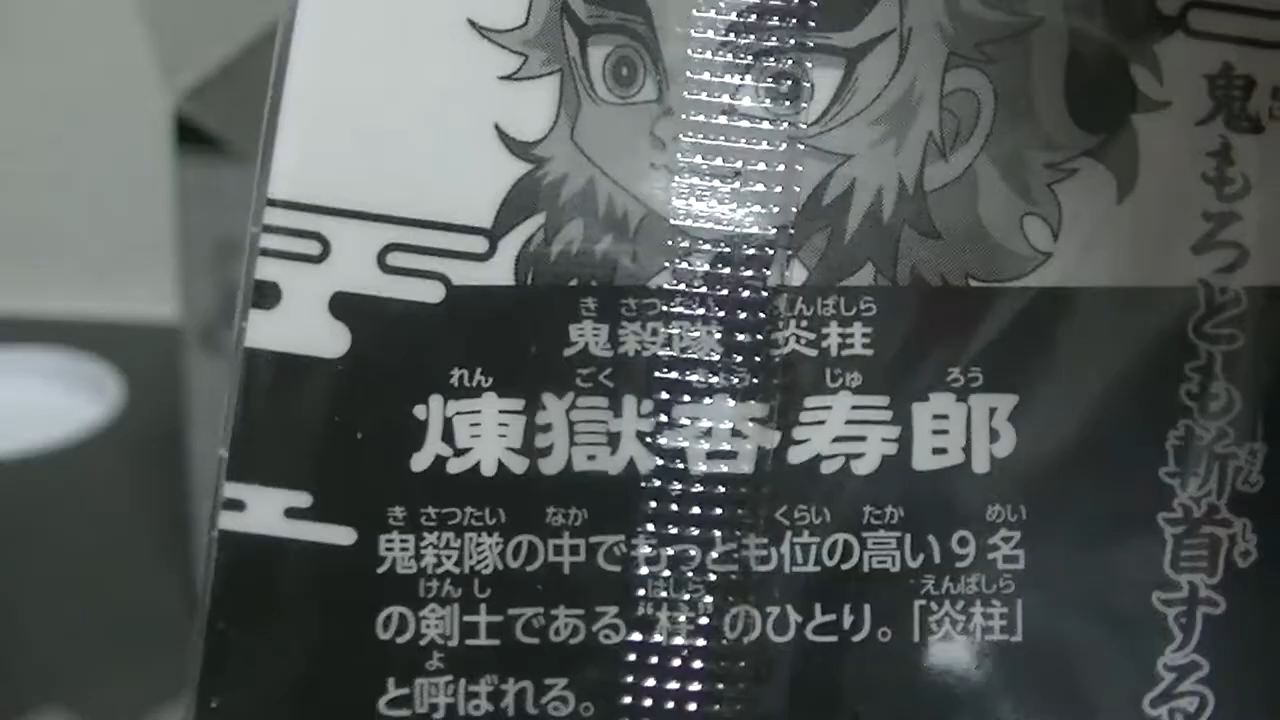 鬼もろとも斬首する
鬼殺隊 炎柱
煉獄杏寿郎
鬼殺隊の中でもっとも位の高い9名
の剣士である“柱”のひとり。「炎柱」
と呼ばれる。